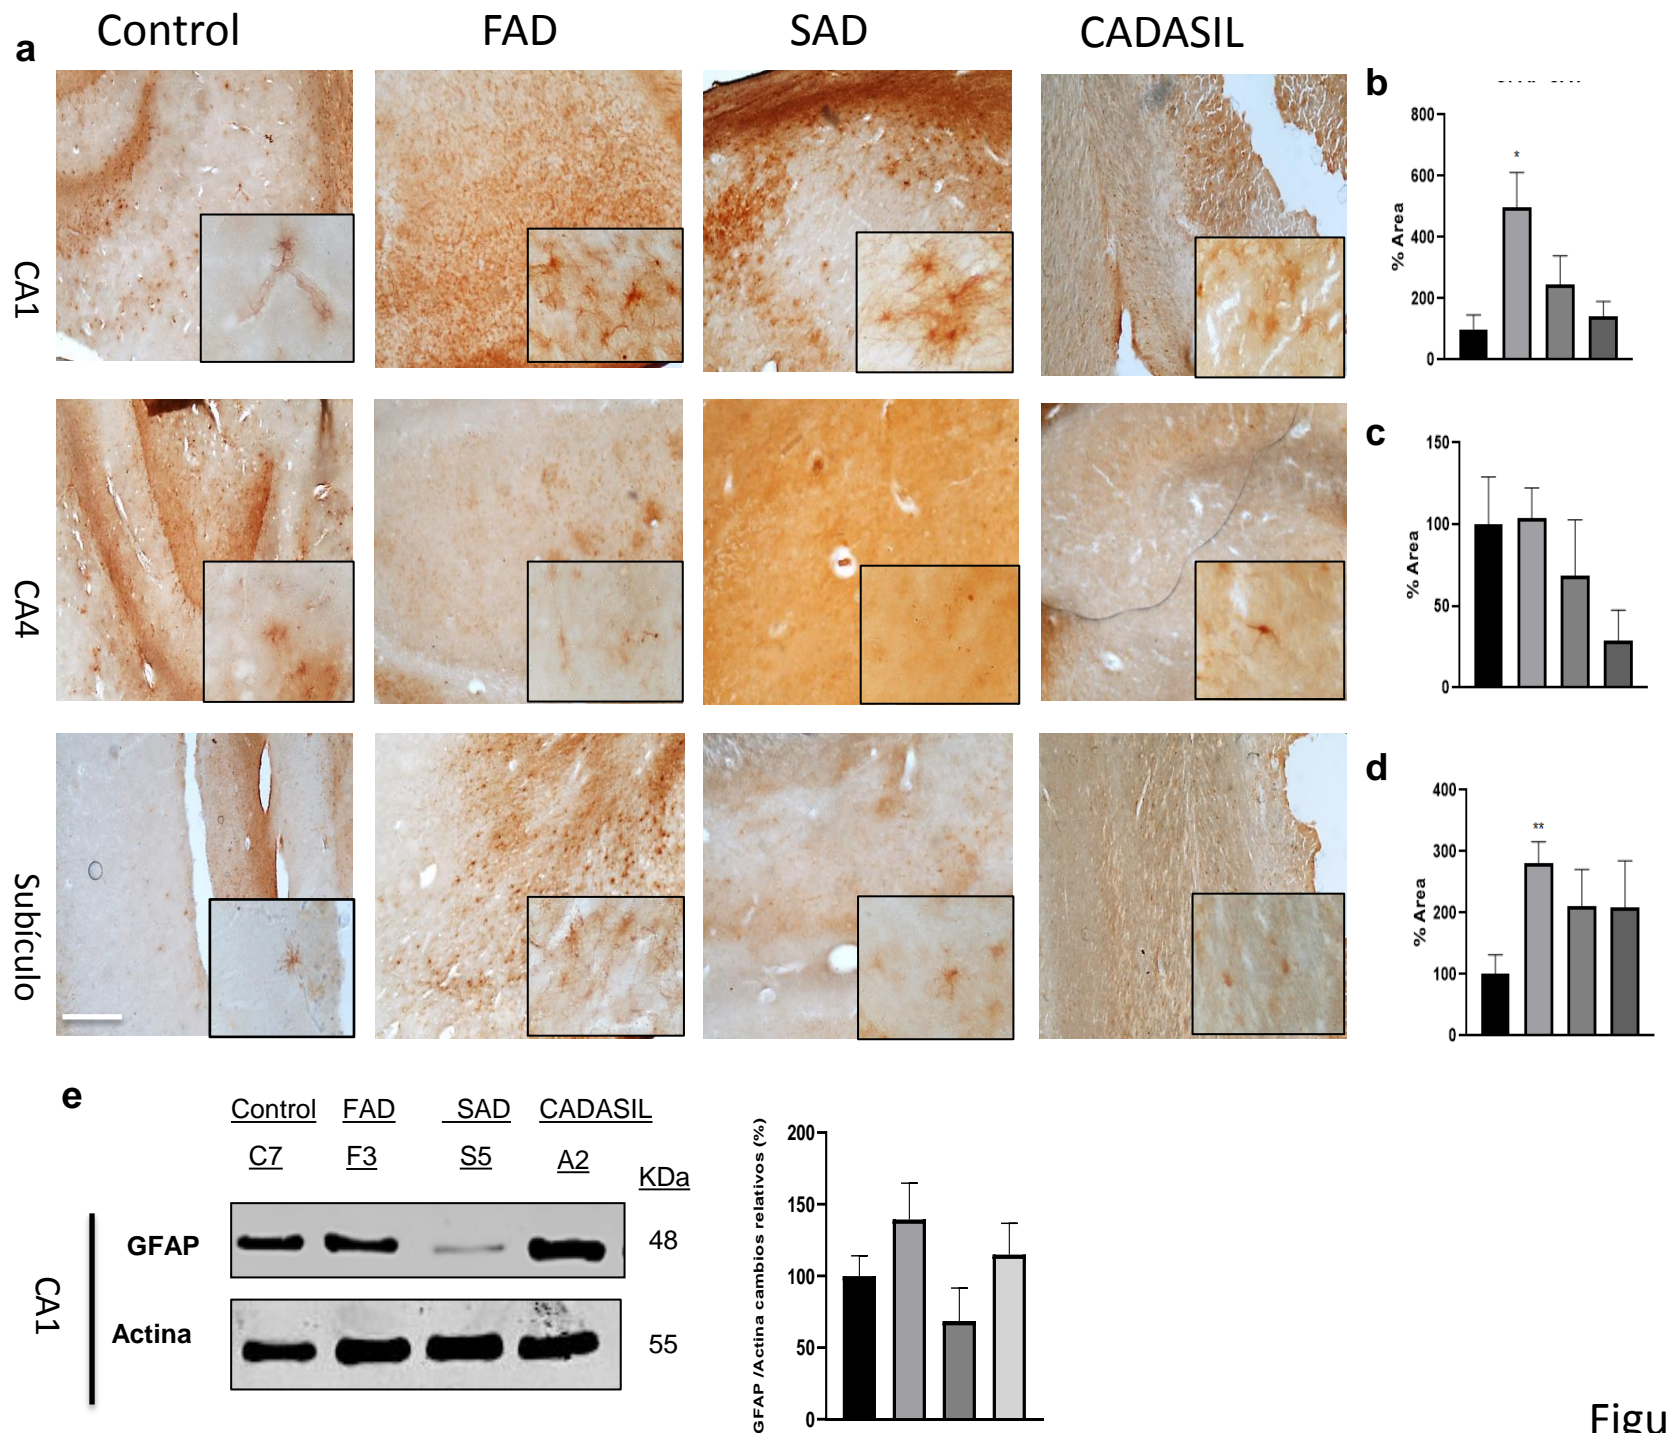 Control FAD SAD CADASIL
a
CA1
CA4
Subículo
b
800
600
400
200
0
% Area
*
c
150
100
50
0
% Area
d
400
300
200
100
0
% Area
**
e
Control FAD SAD CADASIL
C7 F3 S5 A2
KDa
GFAP 48
Actina 55
CA1
GFAP /Actina cambios relativos (%)
200
150
100
50
0
Figu